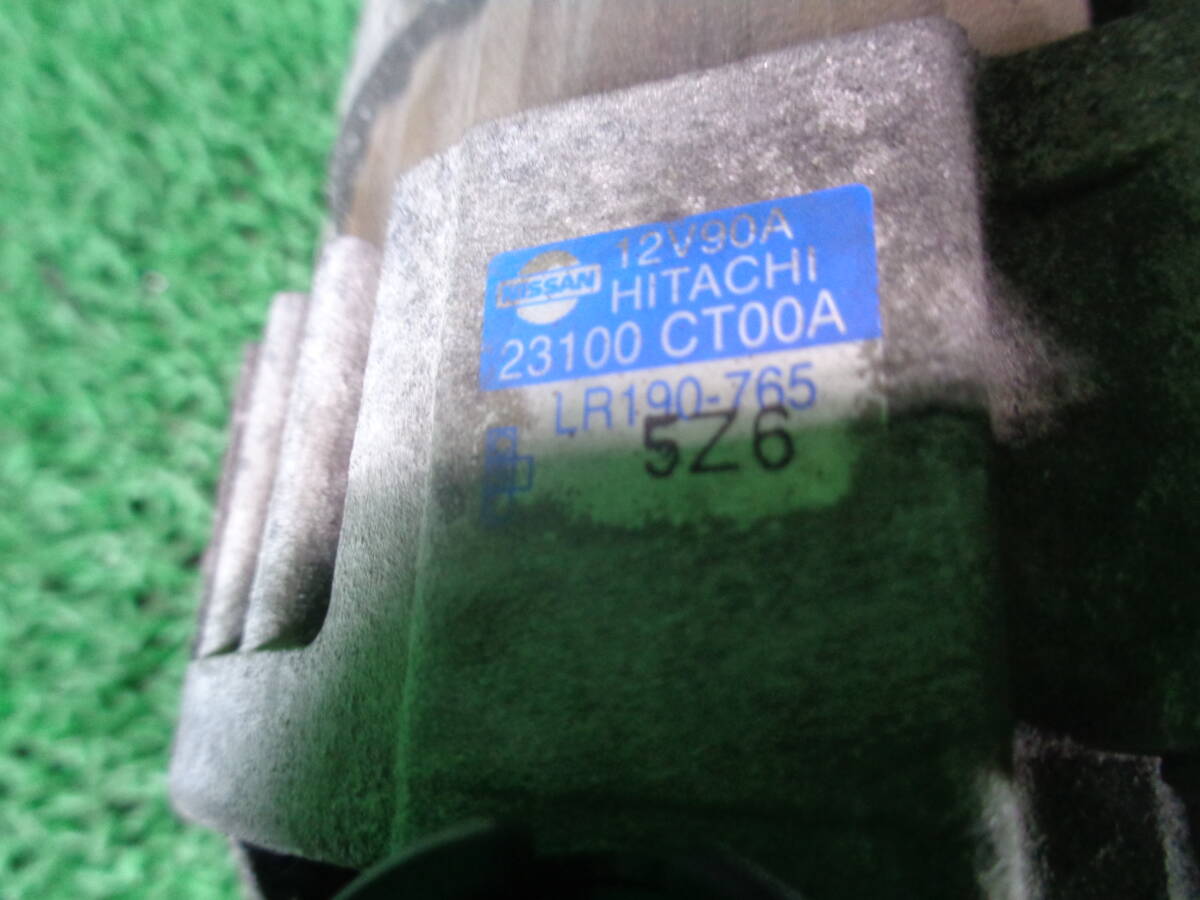 NISSAN 12V90A
HITACHI
23100 CT00A
LR190-765
5Z6